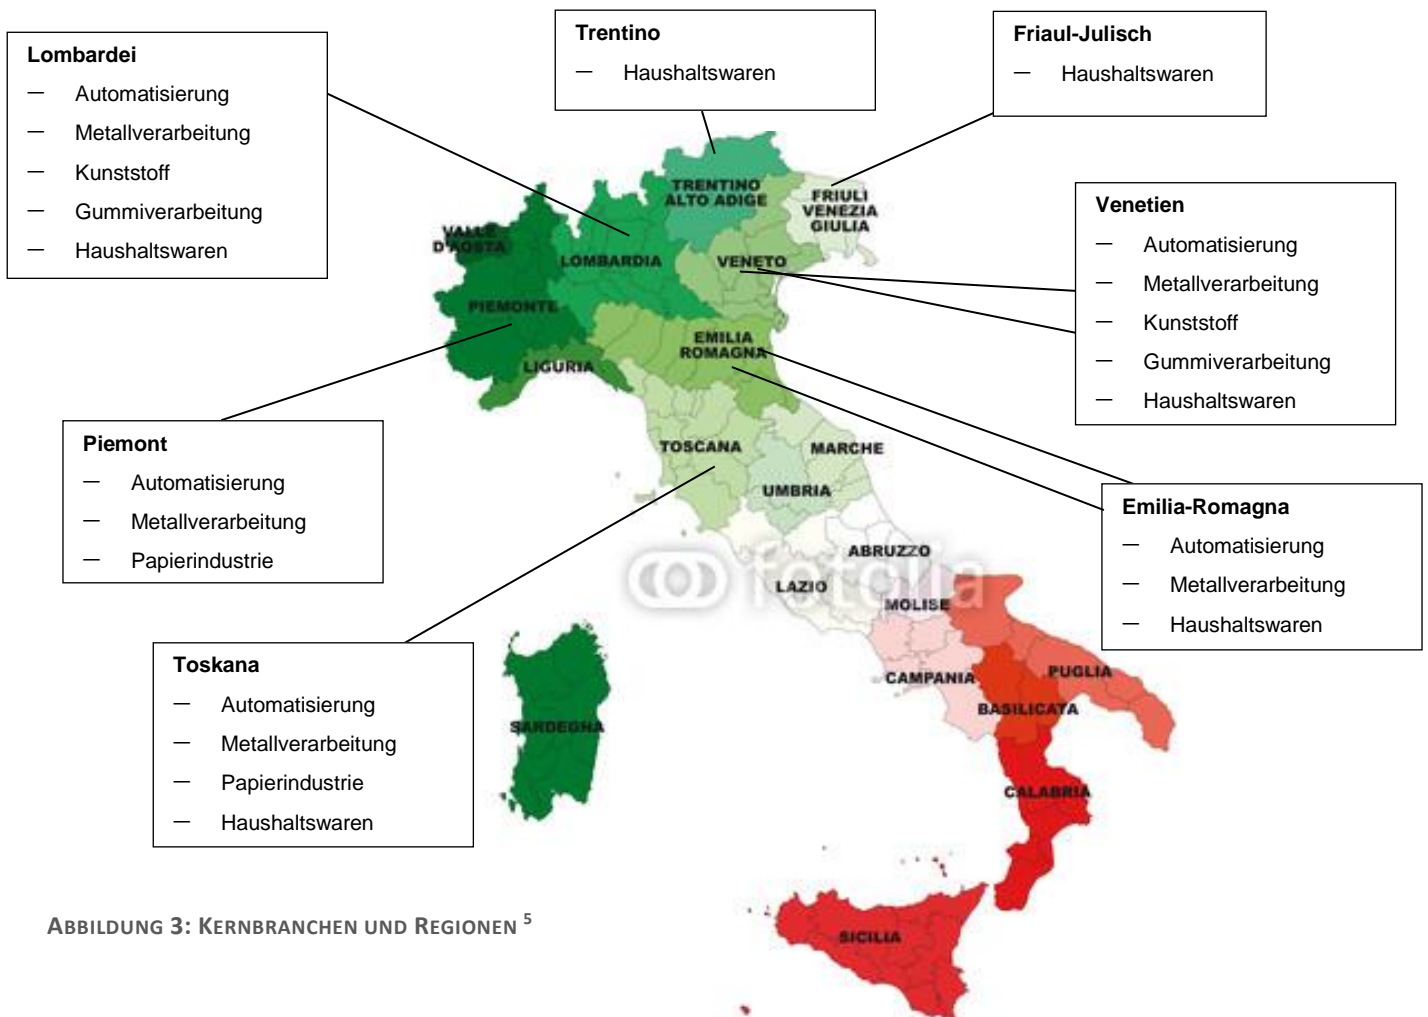 Trentino
— Haushaltswaren
Friaul-Julisch
— Haushaltswaren
Lombardei
— Automatisierung
— Metallverarbeitung
— Kunststoff
— Gummiverarbeitung
— Haushaltswaren
Venetien
— Automatisierung
— Metallverarbeitung
— Kunststoff
— Gummiverarbeitung
— Haushaltswaren
Piemont
— Automatisierung
— Metallverarbeitung
— Papierindustrie
Emilia-Romagna
— Automatisierung
— Metallverarbeitung
— Haushaltswaren
Toskana
— Automatisierung
— Metallverarbeitung
— Papierindustrie
— Haushaltswaren
TRENTINO
ALTO ADIGE
FRIULI
VENEZIA
GIULIA
VALLE
D'AOSTA
LOMBARDIA
VENETO
PIEMONTE
EMILIA
ROMAGNA
LIGURIA
TOSCANA
MARCHE
UMBRIA
ABRUZZO
LAZIO
fotolia
MOLISE
CAMPANIA
PUGLIA
BASILICATA
SARDEGNA
CALABRIA
SICILIA
ABBILDUNG 3: KERNBRANCHEN UND REGIONEN 5